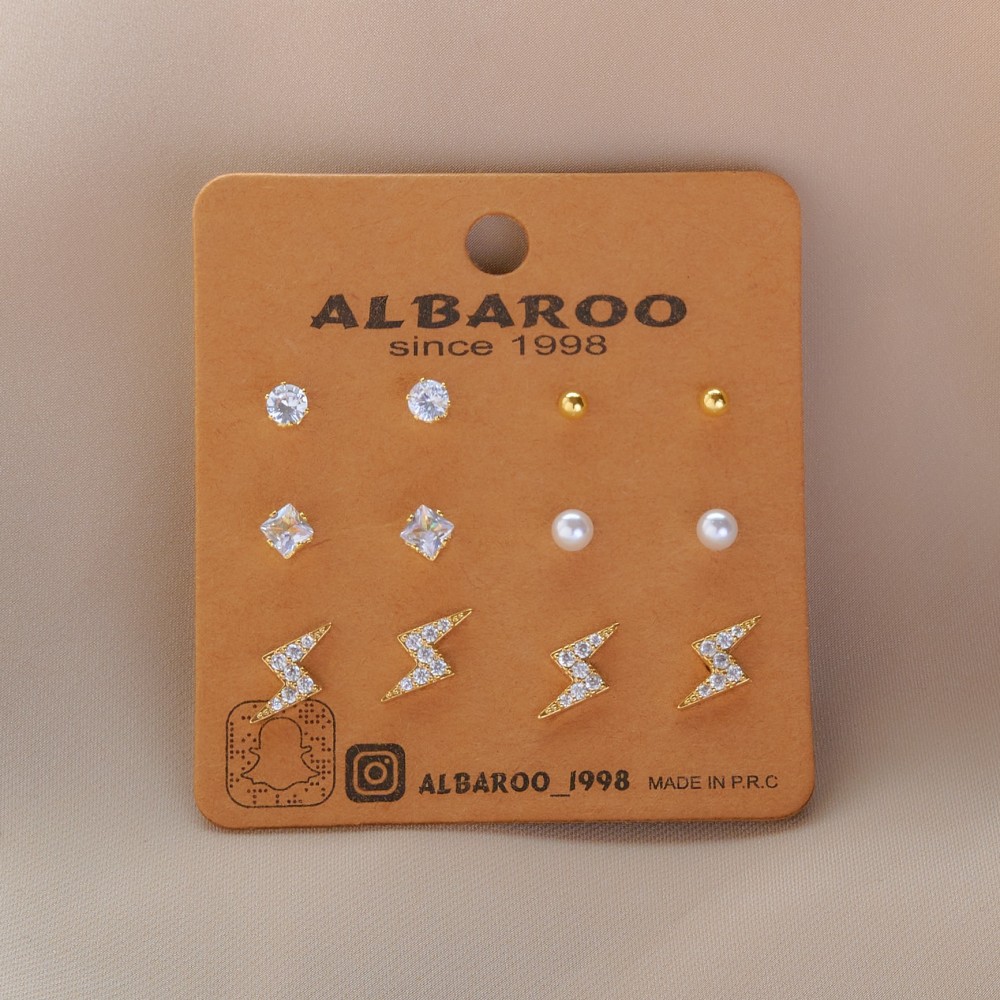 ALBAROO
since 1998
ALBAROO_1998 MADE IN P.R.C